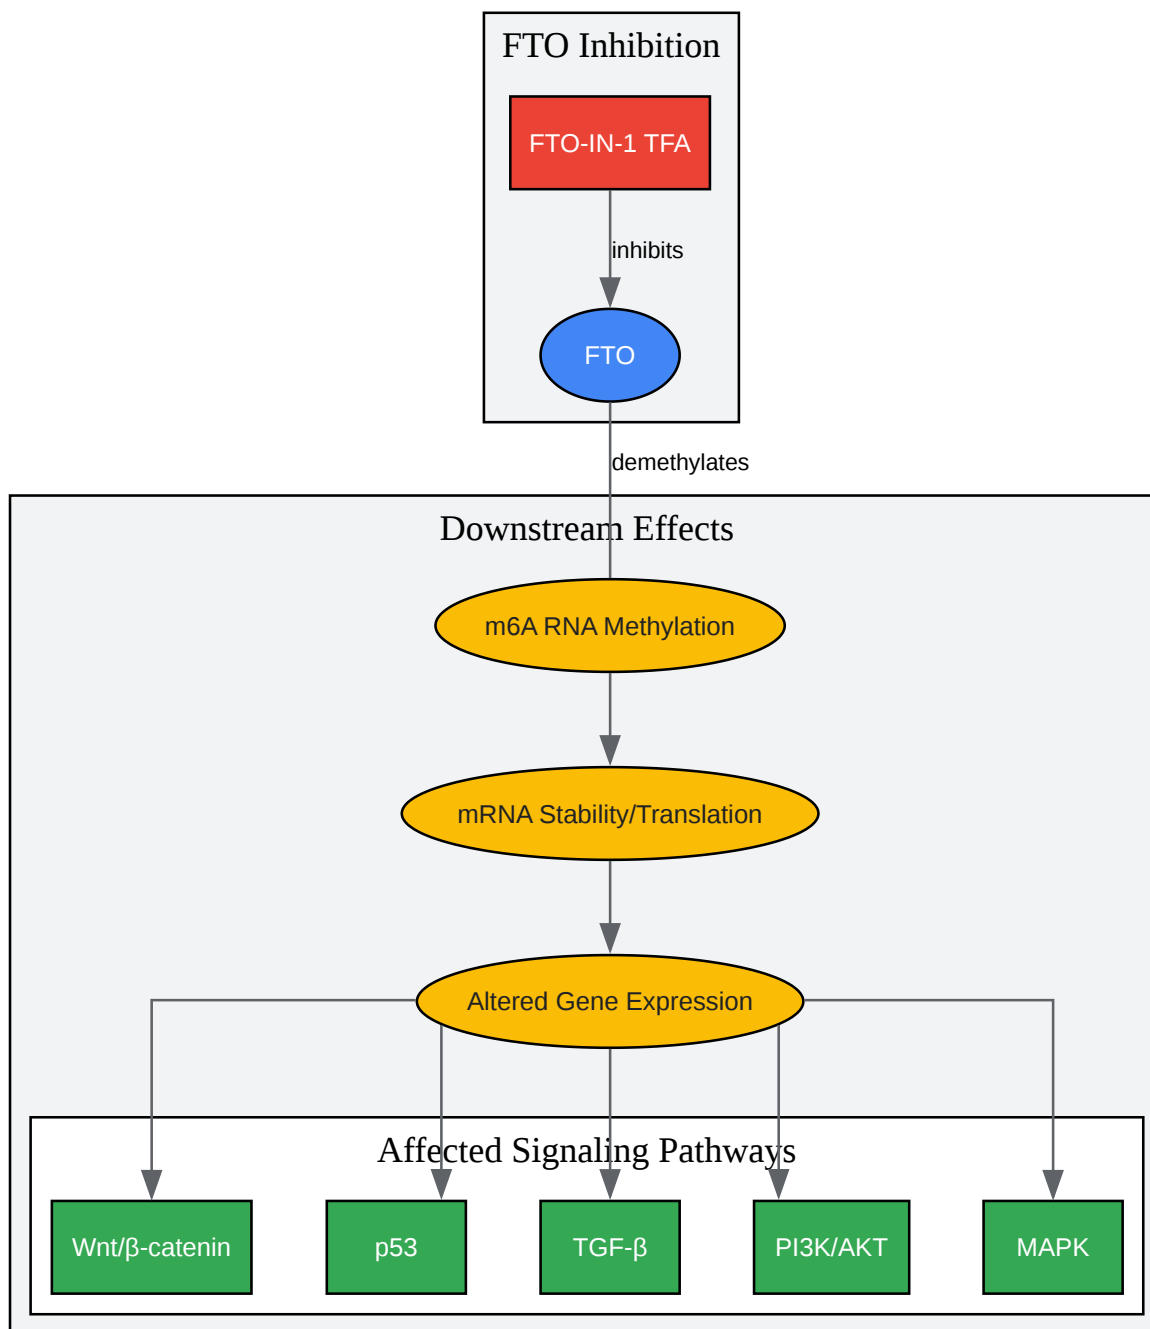 FTO Inhibition
FTO-IN-1 TFA
inhibits
FTO
demethylates
Downstream Effects
m6A RNA Methylation
mRNA Stability/Translation
Altered Gene Expression
Affected Signaling Pathways
Wnt/β-catenin
p53
TGF-β
PI3K/AKT
MAPK